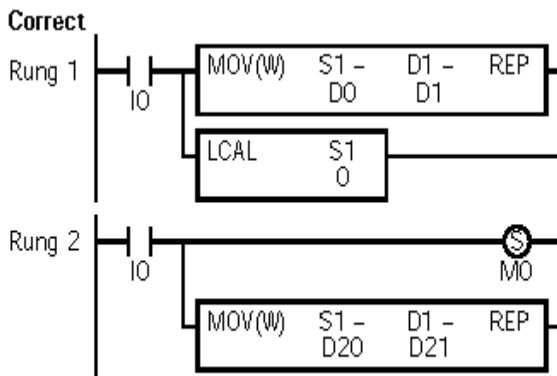 Correct
Rung 1
I0
MOV(W) S1 – D1 – REP
D0 D1
LCAL S1
0
Rung 2
I0
S
M0
MOV(W) S1 – D1 – REP
D20 D21